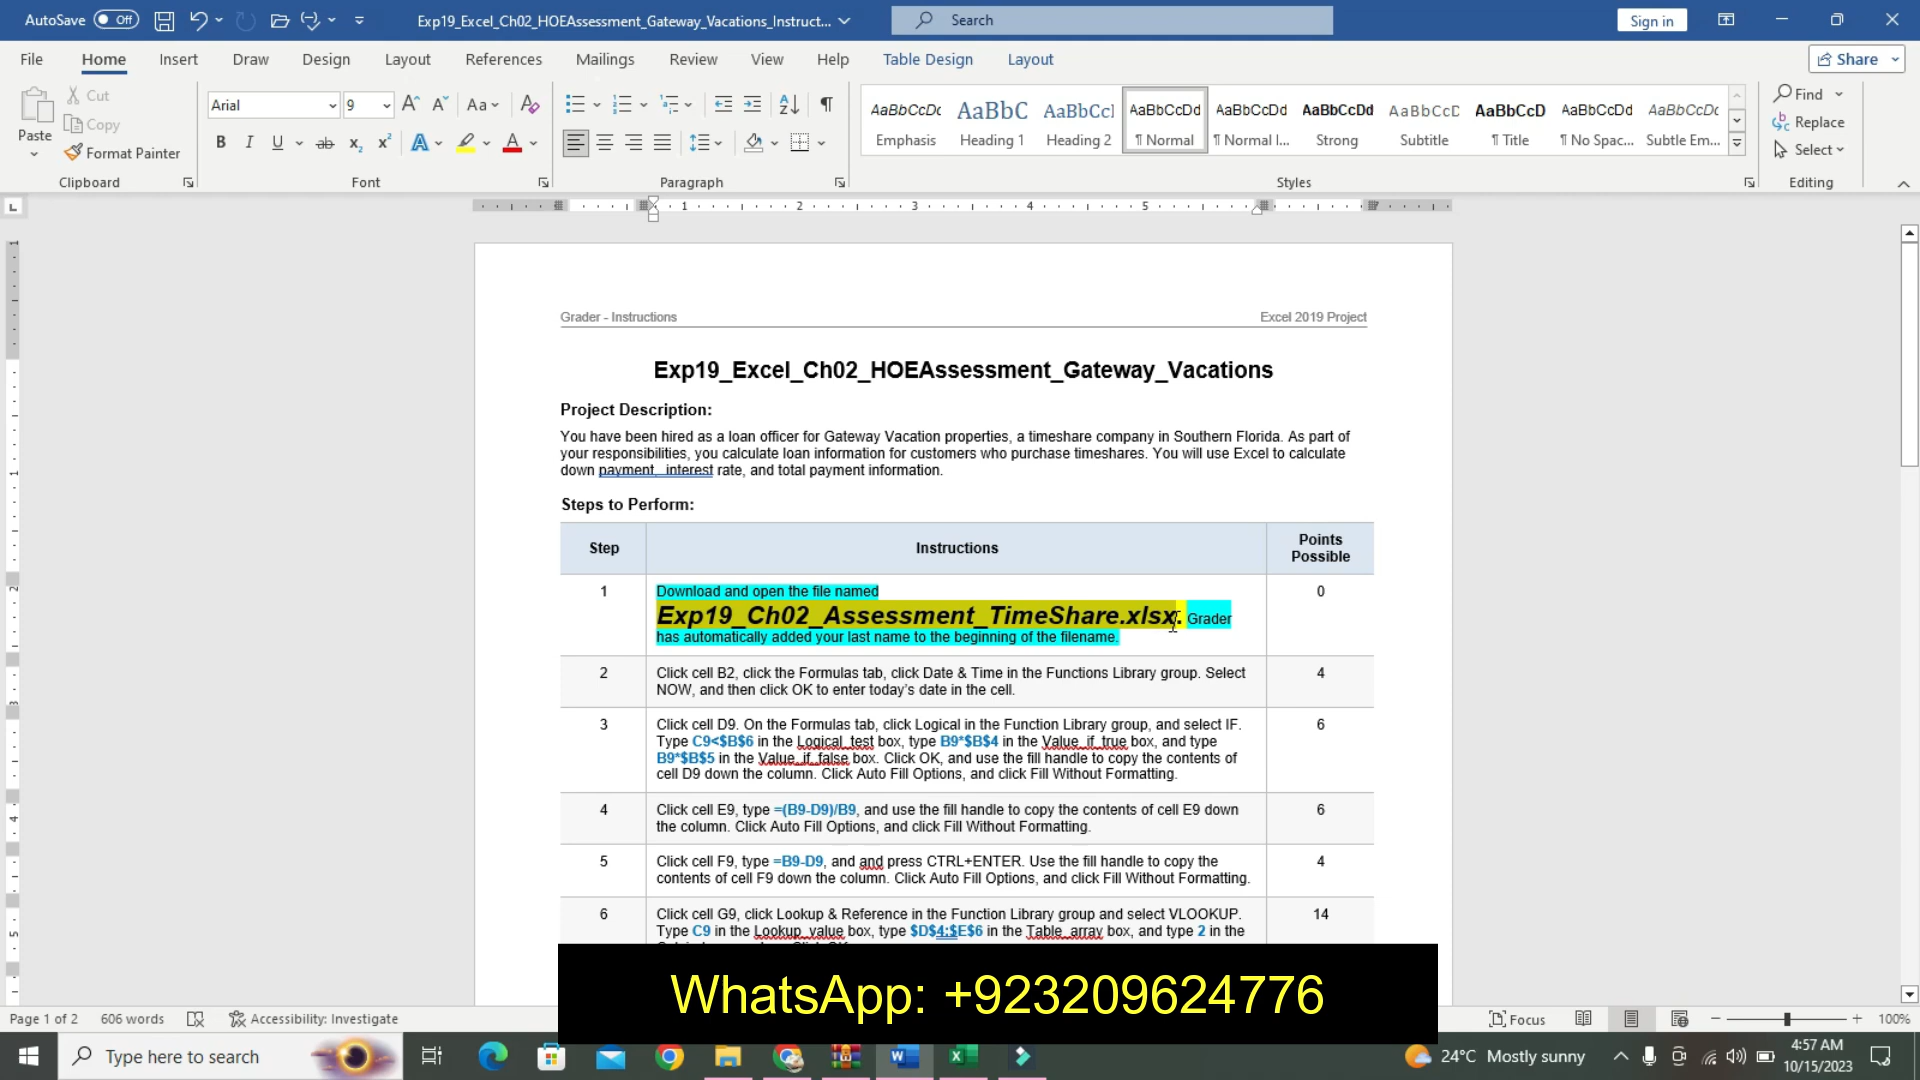 AutoSave Off Exp19_Excel_Ch02_HOEAssessment_Gateway_Vacations_Instruct... Search Sign in
File Home Insert Draw Design Layout References Mailings Review View Help Table Design Layout Share
Paste
Cut
Copy
Format Painter
Clipboard
Arial 9
Font
Paragraph
AaBbCcDc AaBbC AaBbCcI AaBbCcDd AaBbCcDd AaBbCcDd AaBbCcD AaBbCcD AaBbCcDd AaBbCcDc
Emphasis Heading 1 Heading 2 ¶ Normal ¶ Normal I... Strong Subtitle ¶ Title ¶ No Spac... Subtle Em...
Styles
Find
Replace
Select
Editing
1 2 3 4 5
Grader - Instructions Excel 2019 Project
Exp19_Excel_Ch02_HOEAssessment_Gateway_Vacations
Project Description:
You have been hired as a loan officer for Gateway Vacation properties, a timeshare company in Southern Florida. As part of
your responsibilities, you calculate loan information for customers who purchase timeshares. You will use Excel to calculate
down payment, interest rate, and total payment information.
Steps to Perform:
Step Instructions Points Possible
1 Download and open the file named 0
Exp19_Ch02_Assessment_TimeShare.xlsx. Grader
has automatically added your last name to the beginning of the filename.
2 Click cell B2, click the Formulas tab, click Date & Time in the Functions Library group. Select 4
NOW, and then click OK to enter today's date in the cell.
3 Click cell D9. On the Formulas tab, click Logical in the Function Library group, and select IF. 6
Type C9<$B$6 in the Logical_test box, type B9*$B$4 in the Value_if_true box, and type
B9*$B$5 in the Value_if_false box. Click OK, and use the fill handle to copy the contents of
cell D9 down the column. Click Auto Fill Options, and click Fill Without Formatting.
4 Click cell E9, type =(B9-D9)/B9, and use the fill handle to copy the contents of cell E9 down 6
the column. Click Auto Fill Options, and click Fill Without Formatting.
5 Click cell F9, type =B9-D9, and and press CTRL+ENTER. Use the fill handle to copy the 4
contents of cell F9 down the column. Click Auto Fill Options, and click Fill Without Formatting.
6 Click cell G9, click Lookup & Reference in the Function Library group and select VLOOKUP. 14
Type C9 in the Lookup_value box, type $D$4:$E$6 in the Table_array box, and type 2 in the
WhatsApp: +923209624776
Page 1 of 2 606 words Accessibility: Investigate Focus 100%
Type here to search 24°C Mostly sunny 4:57 AM
10/15/2023